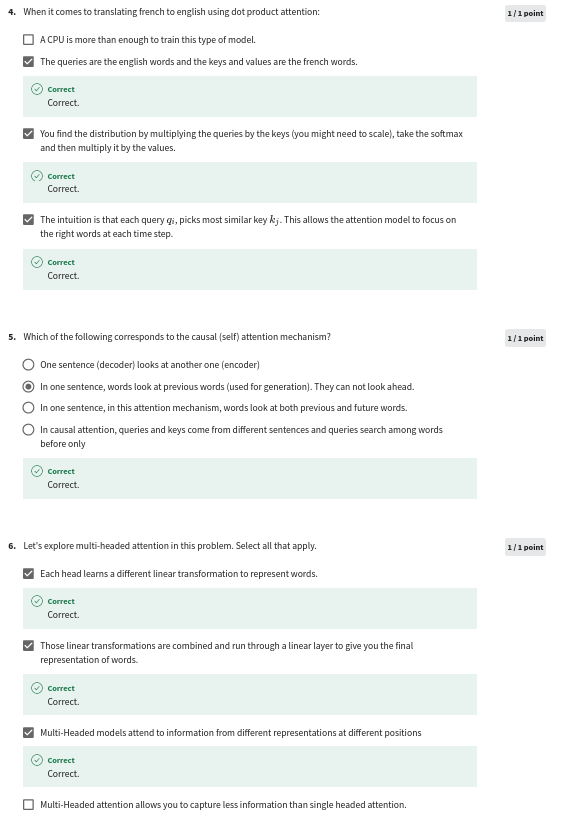 4. When it comes to translating french to english using dot product attention:
1 / 1 point
A CPU is more than enough to train this type of model.
The queries are the english words and the keys and values are the french words.
Correct
Correct.
You find the distribution by multiplying the queries by the keys (you might need to scale), take the softmax
and then multiply it by the values.
Correct
Correct.
The intuition is that each query qᵢ, picks most similar key kⱼ. This allows the attention model to focus on
the right words at each time step.
Correct
Correct.
5. Which of the following corresponds to the causal (self) attention mechanism?
1 / 1 point
One sentence (decoder) looks at another one (encoder)
In one sentence, words look at previous words (used for generation). They can not look ahead.
In one sentence, in this attention mechanism, words look at both previous and future words.
In causal attention, queries and keys come from different sentences and queries search among words
before only
Correct
Correct.
6. Let's explore multi-headed attention in this problem. Select all that apply.
1 / 1 point
Each head learns a different linear transformation to represent words.
Correct
Correct.
Those linear transformations are combined and run through a linear layer to give you the final
representation of words.
Correct
Correct.
Multi-Headed models attend to information from different representations at different positions
Correct
Correct.
Multi-Headed attention allows you to capture less information than single headed attention.